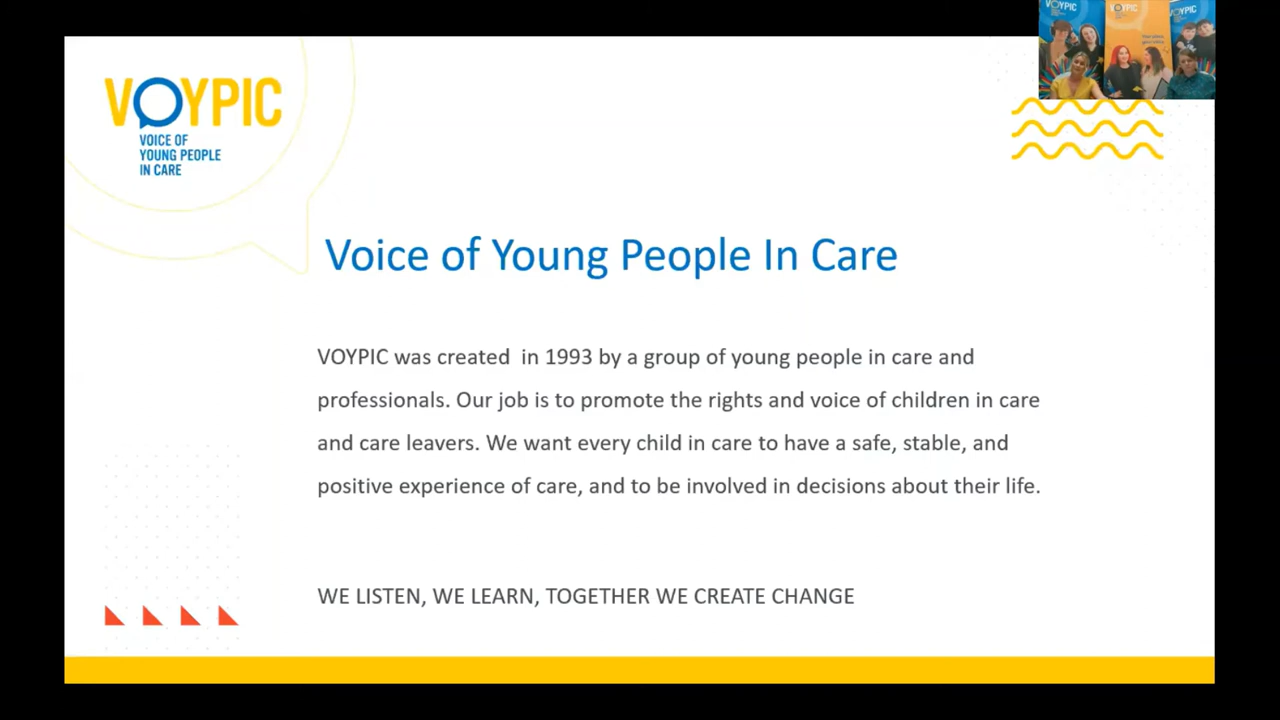 VOYPIC
VOICE OF
YOUNG PEOPLE
IN CARE
VOYPIC
VOYPIC
VOYPIC
Voice of Young People In Care
VOYPIC was created in 1993 by a group of young people in care and
professionals. Our job is to promote the rights and voice of children in care
and care leavers. We want every child in care to have a safe, stable, and
positive experience of care, and to be involved in decisions about their life.
WE LISTEN, WE LEARN, TOGETHER WE CREATE CHANGE